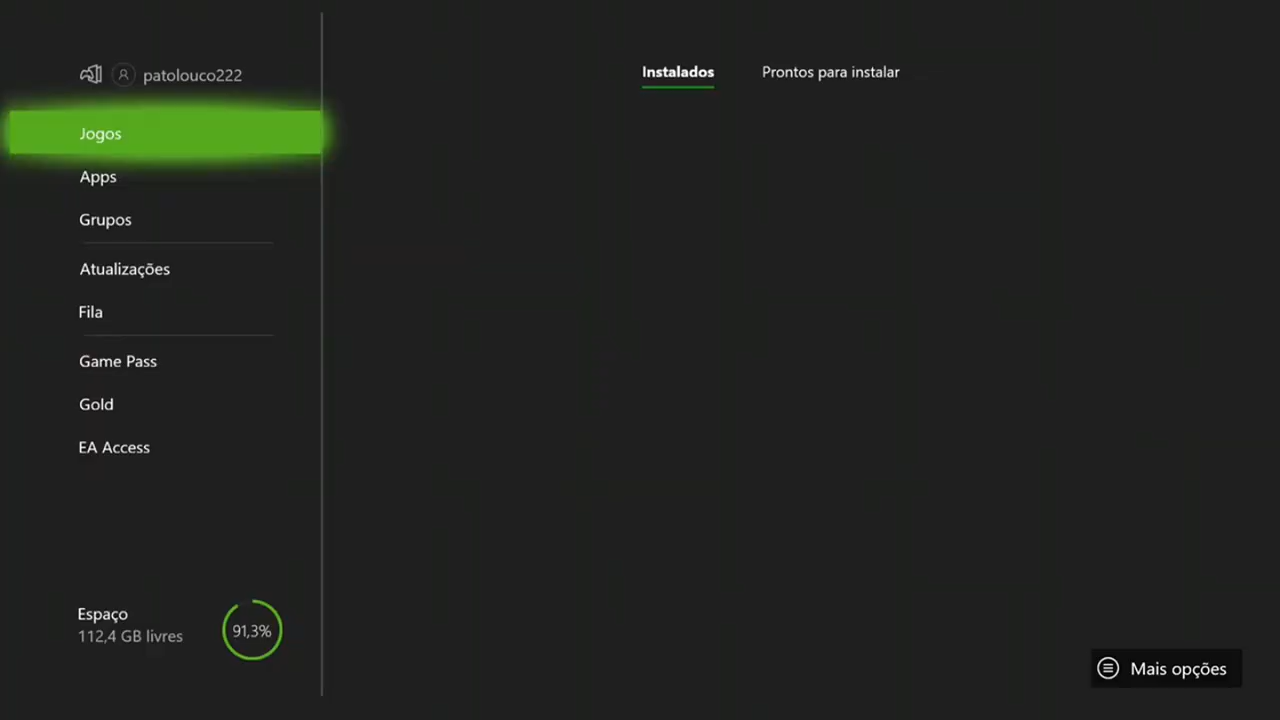 patolouco222
Instalados
Prontos para instalar
Jogos
Apps
Grupos
Atualizações
Fila
Game Pass
Gold
EA Access
Espaço
112,4 GB livres
91,3%
Mais opções